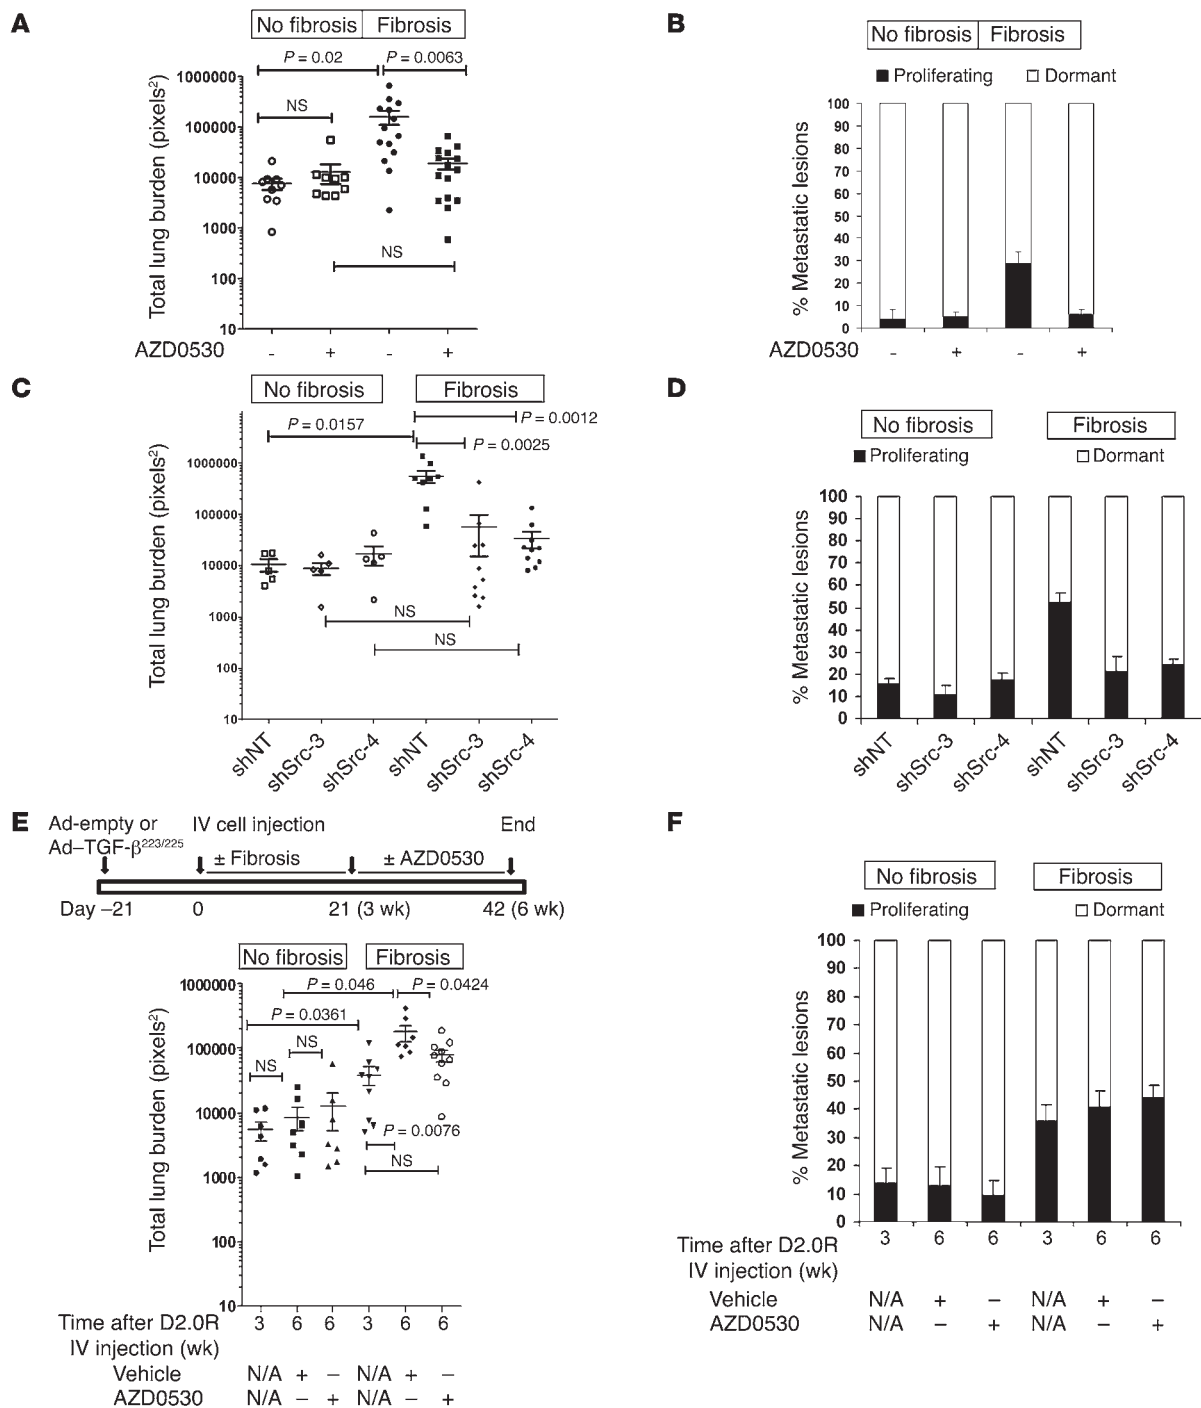 A
No fibrosis Fibrosis
P = 0.02 P = 0.0063
NS
NS
Total lung burden (pixels²)
1000000
100000
10000
1000
100
10
AZD0530 - + - +
B
No fibrosis Fibrosis
Proliferating Dormant
% Metastatic lesions
100
90
80
70
60
50
40
30
20
10
0
AZD0530 - + - +
C
No fibrosis Fibrosis
P = 0.0012
P = 0.0157
P = 0.0025
NS
NS
Total lung burden (pixels²)
1000000
100000
10000
1000
100
10
shNT shSrc-3 shSrc-4 shNT shSrc-3 shSrc-4
D
No fibrosis Fibrosis
Proliferating Dormant
% Metastatic lesions
100
90
80
70
60
50
40
30
20
10
0
shNT shSrc-3 shSrc-4 shNT shSrc-3 shSrc-4
E
Ad-empty or IV cell injection End
Ad–TGF-β223/225
± Fibrosis ± AZD0530
Day –21 0 21 (3 wk) 42 (6 wk)
No fibrosis Fibrosis
P = 0.046 P = 0.0424
P = 0.0361
NS
NS
P = 0.0076
NS
Total lung burden (pixels²)
1000000
100000
10000
1000
100
10
Time after D2.0R 3 6 6 3 6 6
IV injection (wk)
Vehicle N/A + – N/A + –
AZD0530 N/A – + N/A – +
F
No fibrosis Fibrosis
Proliferating Dormant
% Metastatic lesions
100
90
80
70
60
50
40
30
20
10
0
Time after D2.0R 3 6 6 3 6 6
IV injection (wk)
Vehicle N/A + – N/A + –
AZD0530 N/A – + N/A – +